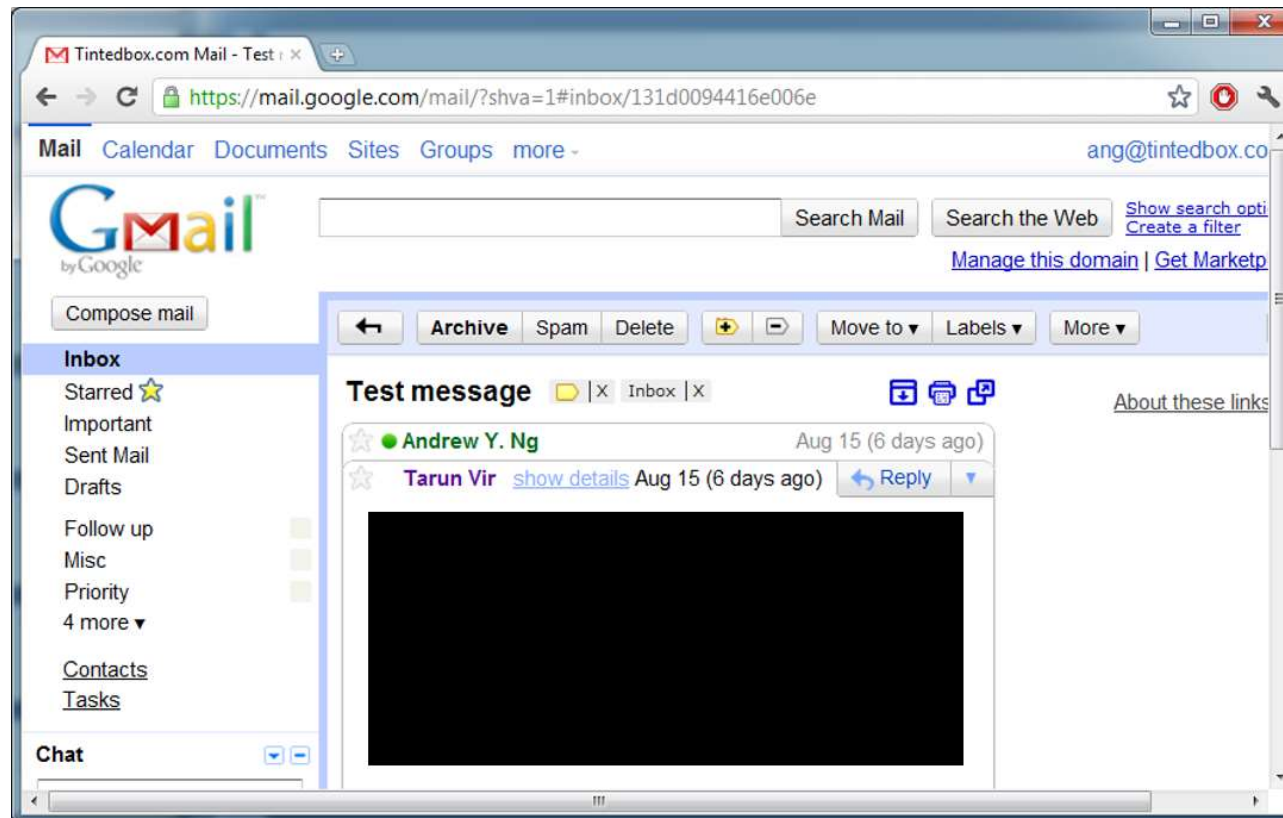 Tintedbox.com Mail - Test
https://mail.google.com/mail/?shva=1#inbox/131d0094416e006e
Mail Calendar Documents Sites Groups more ang@tintedbox.co
Gmail
by Google
Search Mail Search the Web Show search opti
Create a filter
Manage this domain | Get Marketp
Compose mail
Archive Spam Delete Move to ▾ Labels ▾ More ▾
Inbox
Starred
Important
Sent Mail
Drafts
Follow up
Misc
Priority
4 more ▾
Contacts
Tasks
Chat
Test message X Inbox X
About these links
Andrew Y. Ng Aug 15 (6 days ago)
Tarun Vir show details Aug 15 (6 days ago) Reply